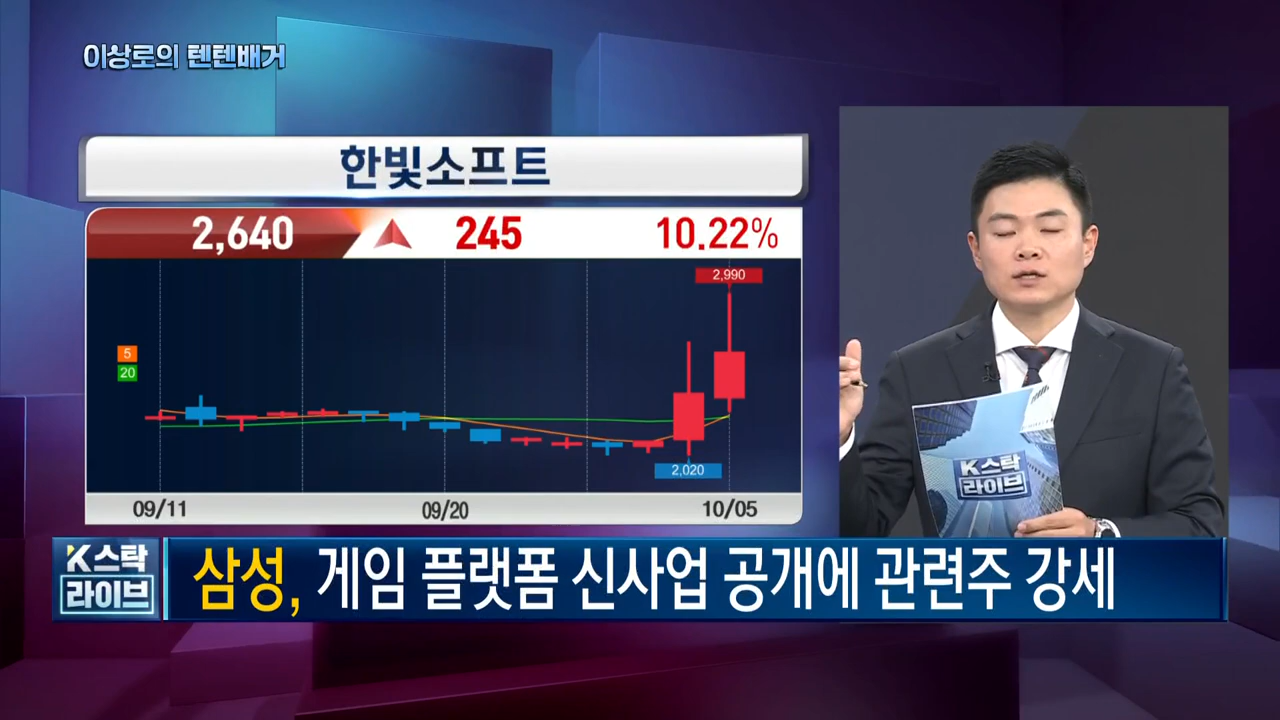 이상로의 텐텐배거
한빛소프트
2,640 245 10.22%
2,990
5
20
2,020
09/11 09/20 10/05
K스탁
라이브
K스탁
라이브
삼성, 게임 플랫폼 신사업 공개에 관련주 강세